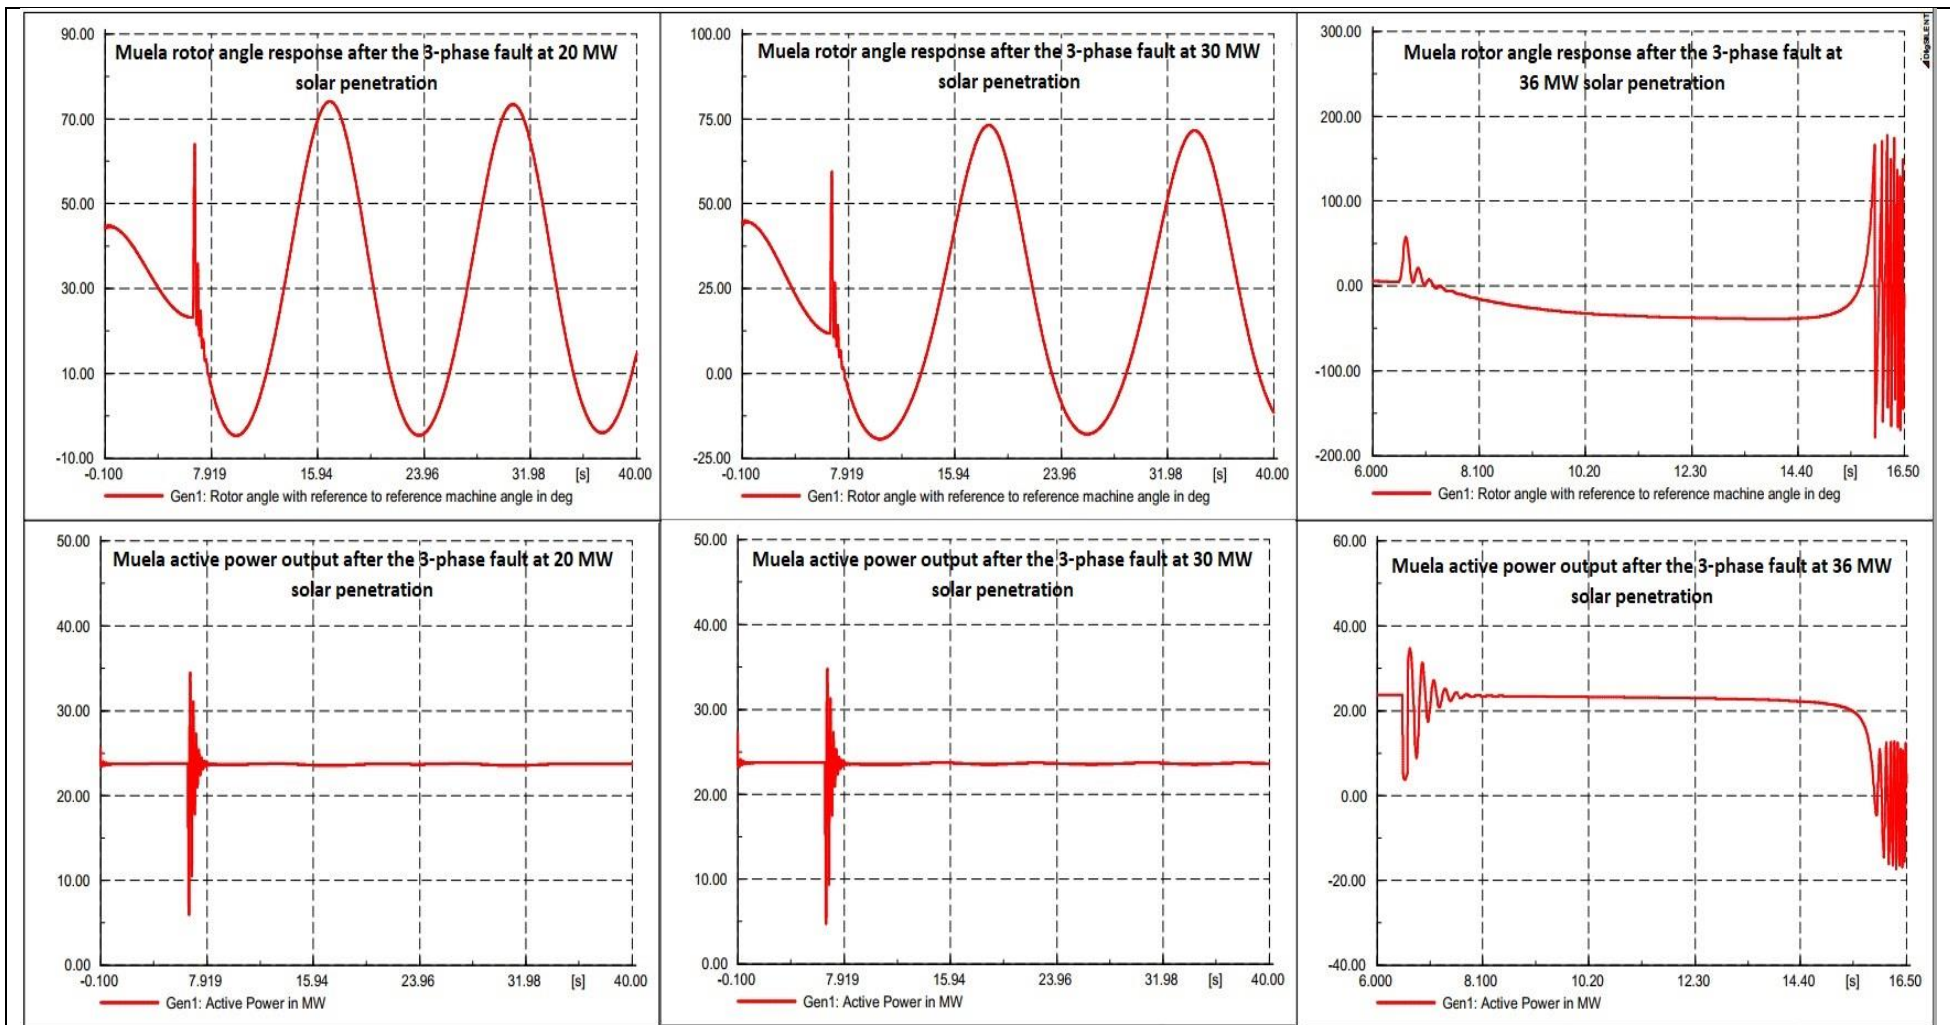 Muela rotor angle response after the 3-phase fault at 20 MW
solar penetration
90.00
70.00
50.00
30.00
10.00
-10.00
-0.100
7.919
15.94
23.96
31.98
[s]
40.00
Gen1: Rotor angle with reference to reference machine angle in deg
Muela rotor angle response after the 3-phase fault at 30 MW
solar penetration
100.00
75.00
50.00
25.00
0.00
-25.00
-0.100
7.919
15.94
23.96
31.98
[s]
40.00
Gen1: Rotor angle with reference to reference machine angle in deg
Muela rotor angle response after the 3-phase fault at
36 MW solar penetration
DIgSILENT
300.00
200.00
100.00
0.00
-100.00
-200.00
6.000
8.100
10.20
12.30
14.40
[s]
16.50
Gen1: Rotor angle with reference to reference machine angle in deg
Muela active power output after the 3-phase fault at 20 MW
solar penetration
50.00
40.00
30.00
20.00
10.00
0.00
-0.100
7.919
15.94
23.96
31.98
[s]
40.00
Gen1: Active Power in MW
Muela active power output after the 3-phase fault at 30 MW
solar penetration
50.00
40.00
30.00
20.00
10.00
0.00
-0.100
7.919
15.94
23.96
31.98
[s]
40.00
Gen1: Active Power in MW
Muela active power output after the 3-phase fault at 36 MW
solar penetration
60.00
40.00
20.00
0.00
-20.00
-40.00
6.000
8.100
10.20
12.30
14.40
[s]
16.50
Gen1: Active Power in MW